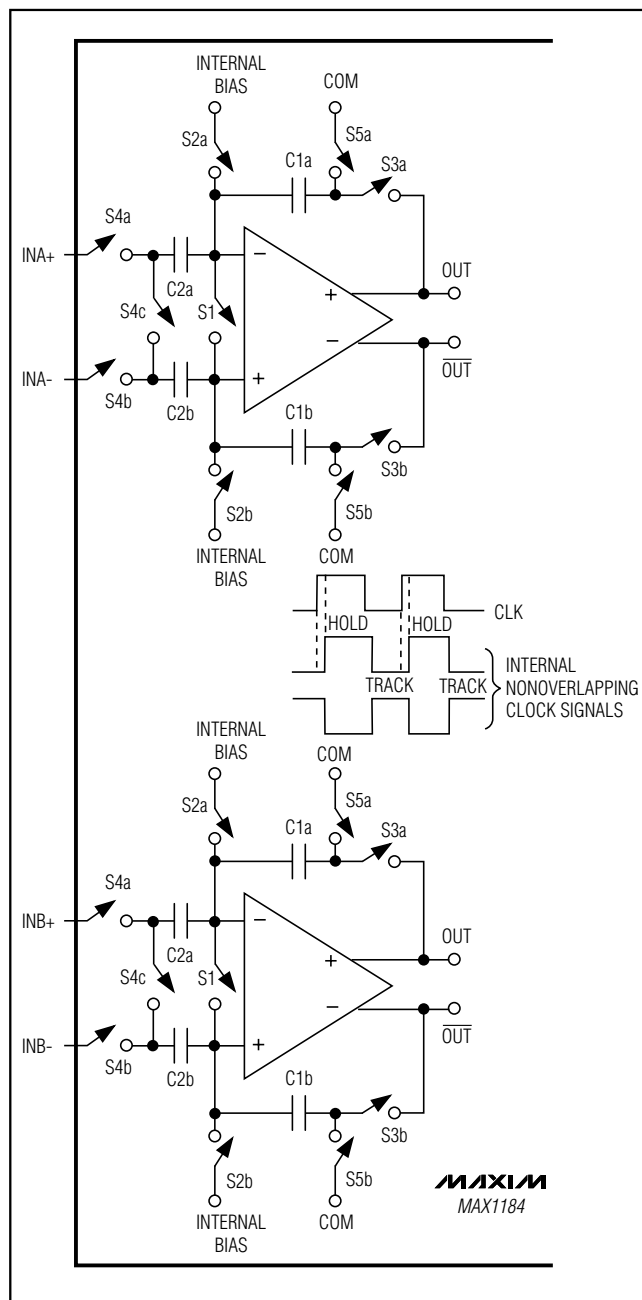 INTERNAL
BIAS
COM
S2a
S5a
C1a
S3a
S4a
INA+
−
C2a
OUT
S4c
S1
+
−
OUT
INA-
+
S4b
C2b
C1b
S3b
S2b
S5b
INTERNAL
BIAS
COM
CLK
HOLD
HOLD
TRACK
TRACK
INTERNAL
NONOVERLAPPING
CLOCK SIGNALS
INTERNAL
BIAS
COM
S2a
S5a
C1a
S3a
S4a
INB+
−
C2a
OUT
S4c
S1
+
−
OUT
INB-
+
S4b
C2b
C1b
S3b
S2b
S5b
INTERNAL
BIAS
COM
MAXIM
MAX1184